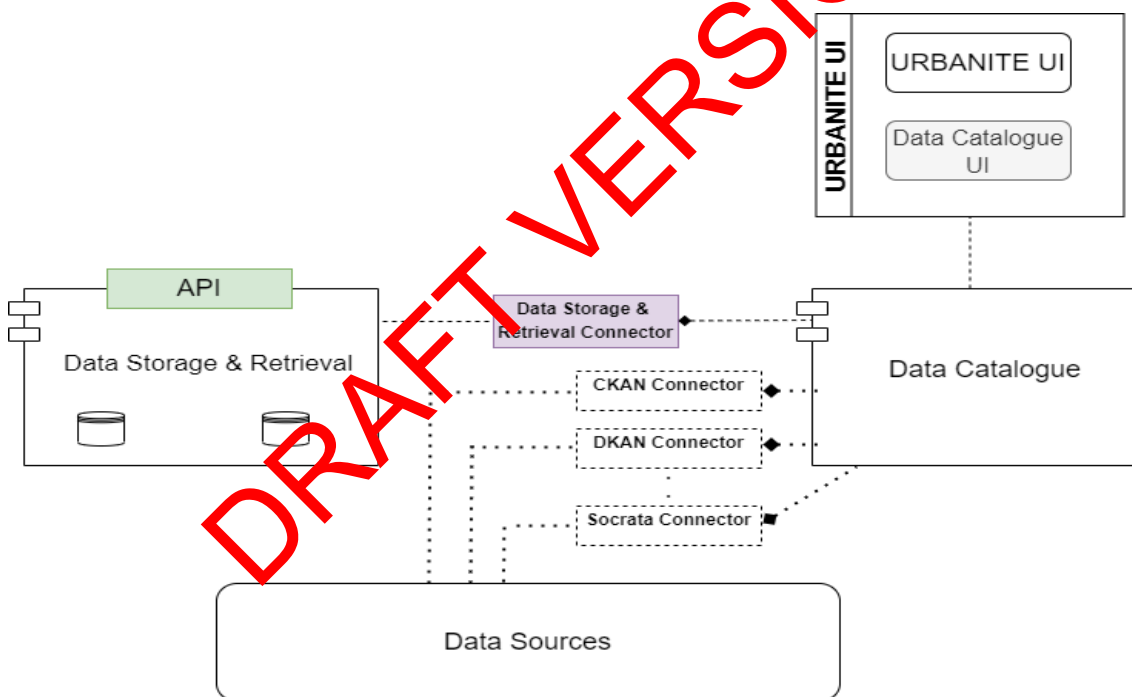 URBANITE UI
URBANITE UI
Data Catalogue
UI
API
Data Storage & Retrieval
Data Storage &
Retrieval Connector
CKAN Connector
DKAN Connector
Socrata Connector
Data Catalogue
Data Sources
DRAFT VERSIO